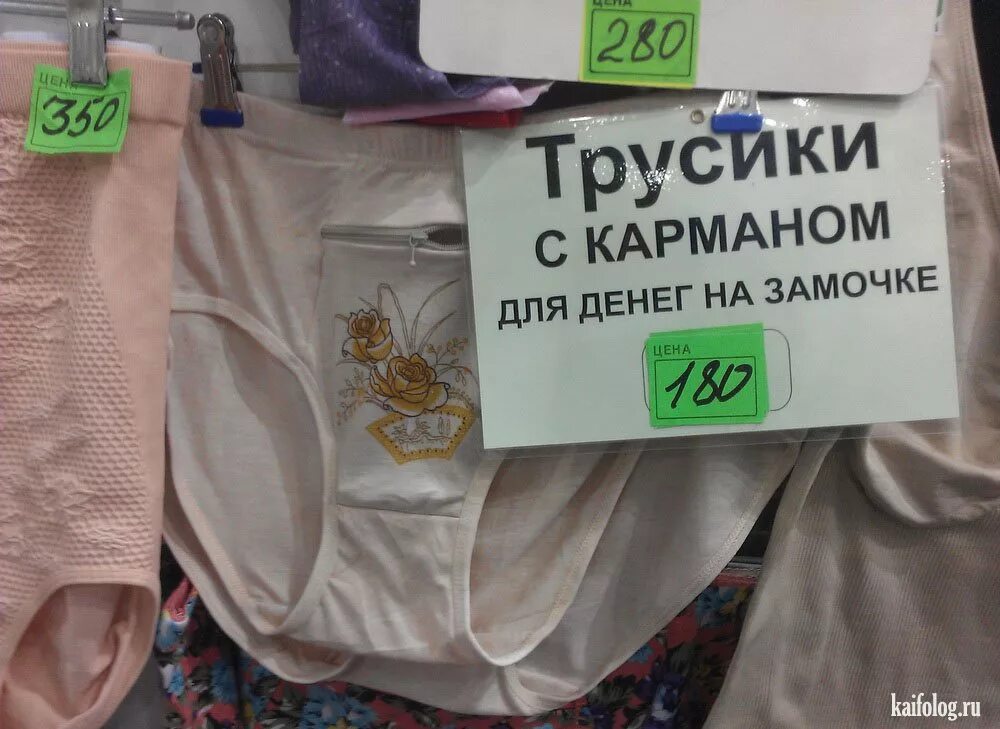 ЦЕНА
280
ЦЕНА
350
Трусики
С КАРМАНОМ
ДЛЯ ДЕНЕГ НА ЗАМОЧКЕ
ЦЕНА
180
kaifolog.ru